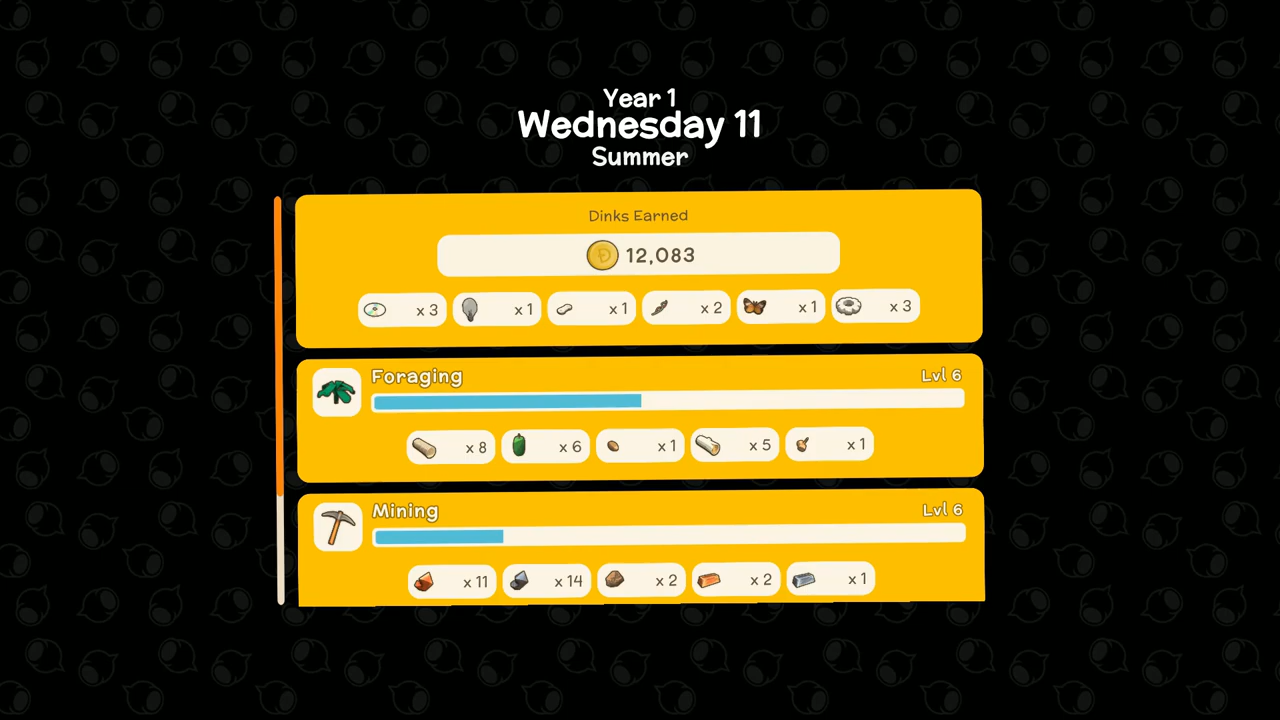 Year 1
Wednesday 11
Summer
Dinks Earned
12,083
x 3 x 1 x 1 x 2 x 1 x 3
Foraging Lvl 6
x 8 x 6 x 1 x 5 x 1
Mining Lvl 6
x 11 x 14 x 2 x 2 x 1